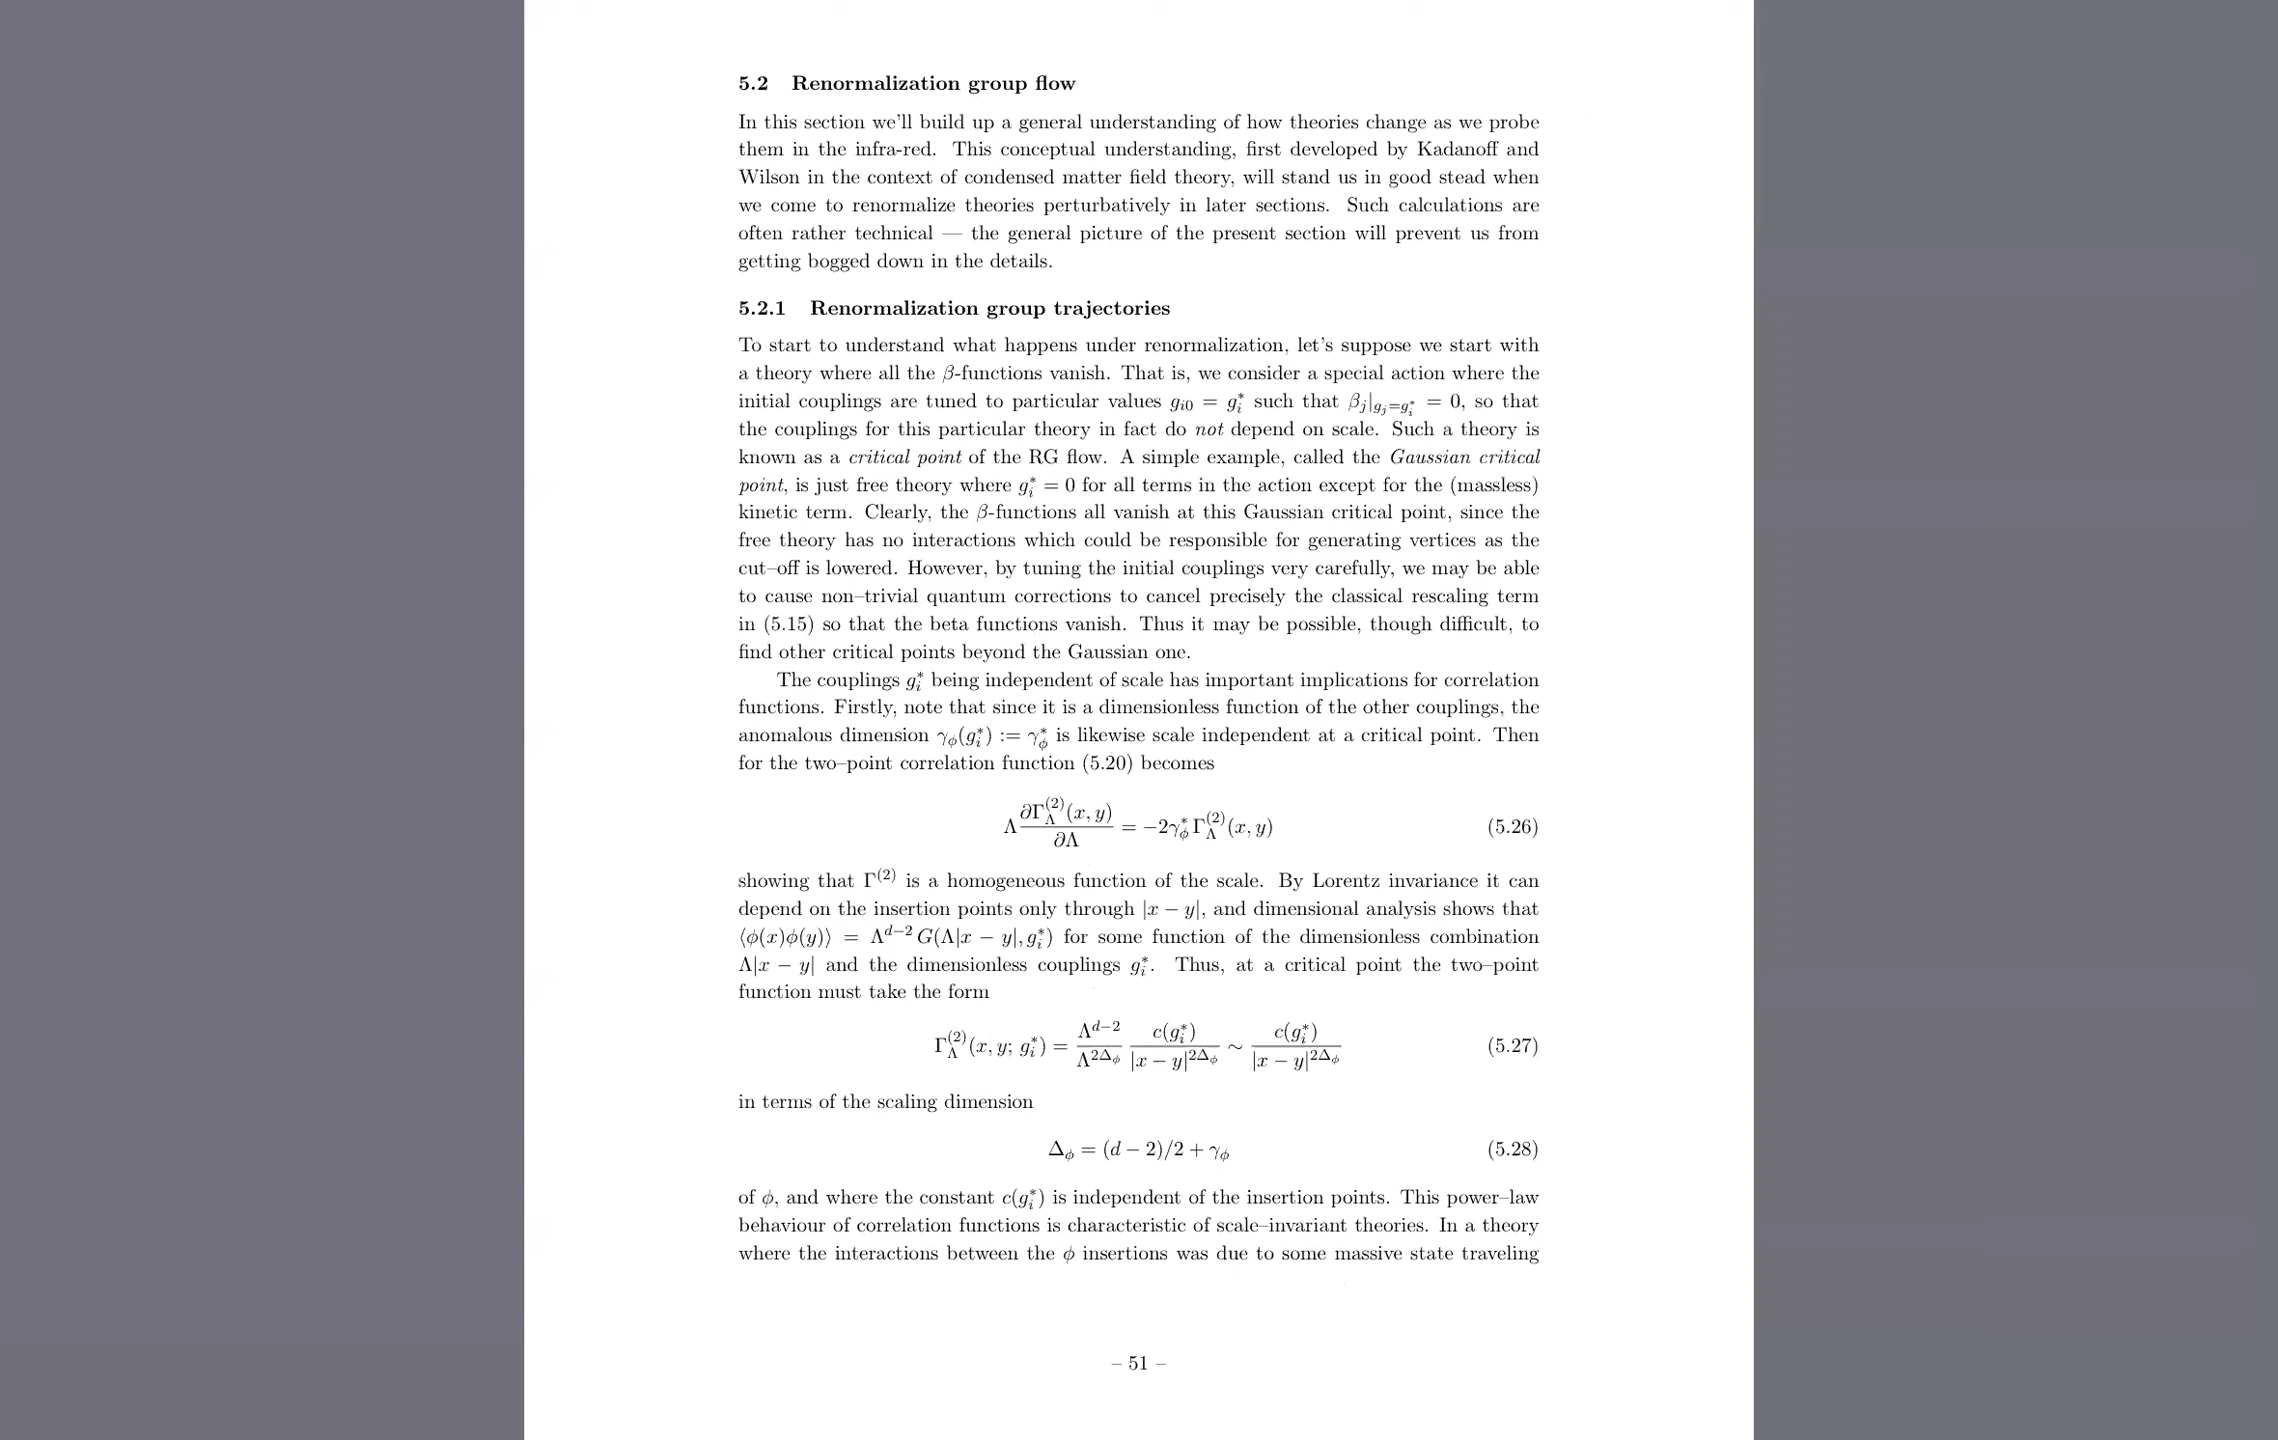 5.2 Renormalization group flow
In this section we'll build up a general understanding of how theories change as we probe
them in the infra-red. This conceptual understanding, first developed by Kadanoff and
Wilson in the context of condensed matter field theory, will stand us in good stead when
we come to renormalize theories perturbatively in later sections. Such calculations are
often rather technical — the general picture of the present section will prevent us from
getting bogged down in the details.
5.2.1 Renormalization group trajectories
To start to understand what happens under renormalization, let's suppose we start with
a theory where all the β-functions vanish. That is, we consider a special action where the
initial couplings are tuned to particular values g_{i0} = g_i^* such that β_j|_{g_j=g_i^*} = 0, so that
the couplings for this particular theory in fact do not depend on scale. Such a theory is
known as a critical point of the RG flow. A simple example, called the Gaussian critical
point, is just free theory where g_i^* = 0 for all terms in the action except for the (massless)
kinetic term. Clearly, the β-functions all vanish at this Gaussian critical point, since the
free theory has no interactions which could be responsible for generating vertices as the
cut–off is lowered. However, by tuning the initial couplings very carefully, we may be able
to cause non–trivial quantum corrections to cancel precisely the classical rescaling term
in (5.15) so that the beta functions vanish. Thus it may be possible, though difficult, to
find other critical points beyond the Gaussian one.
The couplings g_i^* being independent of scale has important implications for correlation
functions. Firstly, note that since it is a dimensionless function of the other couplings, the
anomalous dimension γ_ϕ(g_i^*) := γ_ϕ^* is likewise scale independent at a critical point. Then
for the two–point correlation function (5.20) becomes
Λ ∂Γ_Λ^{(2)}(x, y)/∂Λ = −2γ_ϕ^* Γ_Λ^{(2)}(x, y) (5.26)
showing that Γ^{(2)} is a homogeneous function of the scale. By Lorentz invariance it can
depend on the insertion points only through |x − y|, and dimensional analysis shows that
⟨ϕ(x)ϕ(y)⟩ = Λ^{d−2} G(Λ|x − y|, g_i^*) for some function of the dimensionless combination
Λ|x − y| and the dimensionless couplings g_i^*. Thus, at a critical point the two–point
function must take the form
Γ_Λ^{(2)}(x, y; g_i^*) = Λ^{d−2}/Λ^{2Δ_ϕ} c(g_i^*)/|x − y|^{2Δ_ϕ} ∼ c(g_i^*)/|x − y|^{2Δ_ϕ} (5.27)
in terms of the scaling dimension
Δ_ϕ = (d − 2)/2 + γ_ϕ (5.28)
of ϕ, and where the constant c(g_i^*) is independent of the insertion points. This power–law
behaviour of correlation functions is characteristic of scale–invariant theories. In a theory
where the interactions between the ϕ insertions was due to some massive state traveling
– 51 –